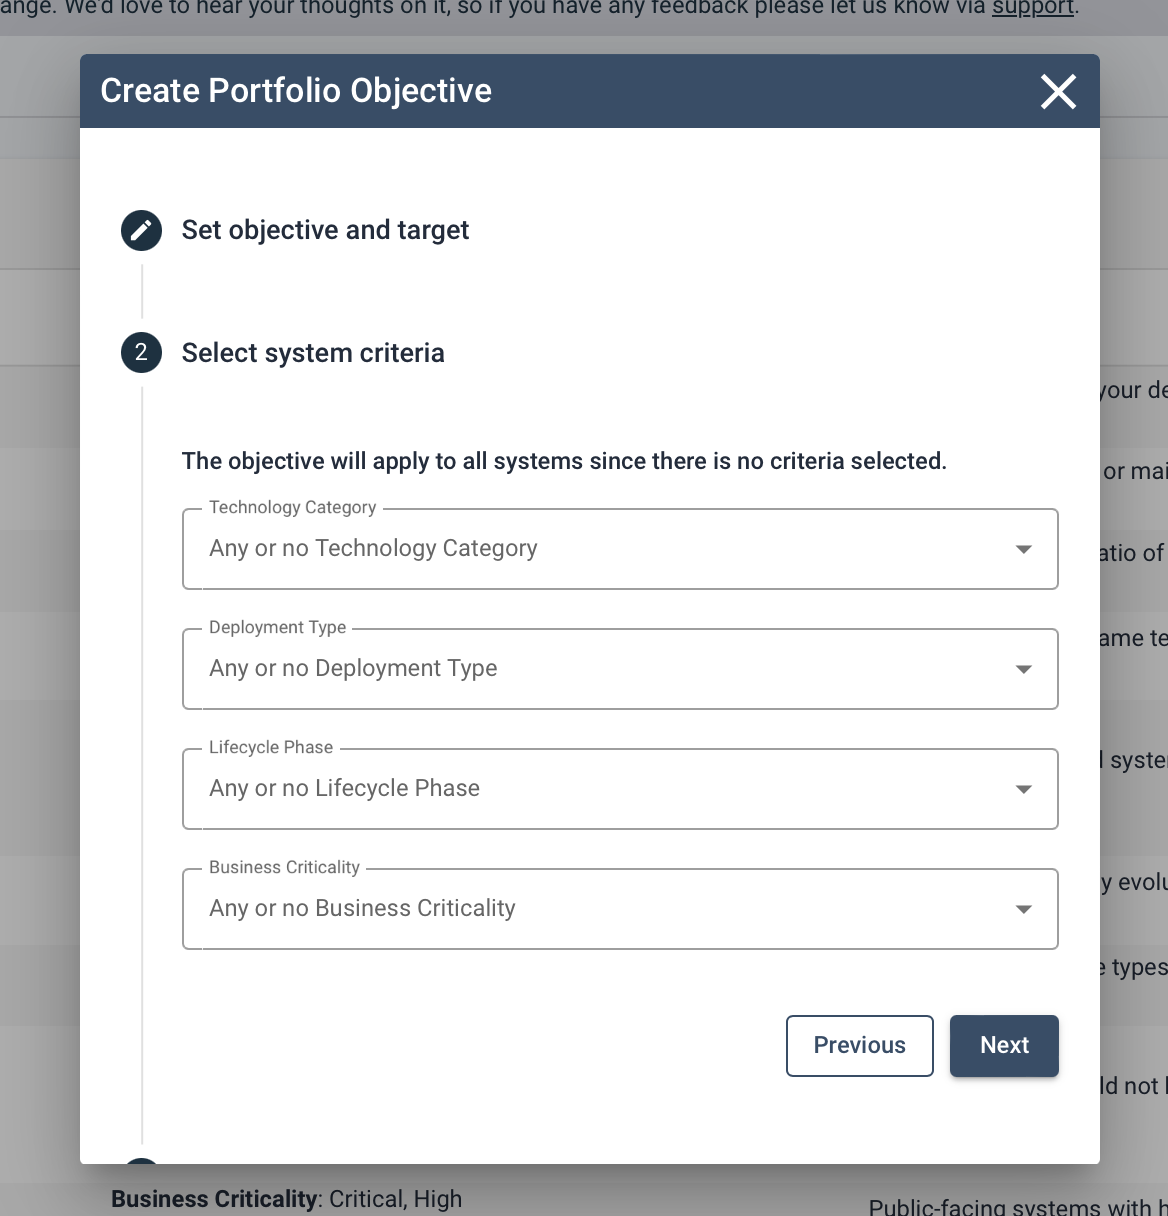 ange. We'd love to hear your thoughts on it, so if you have any feedback please let us know via support.
Create Portfolio Objective
Set objective and target
2
Select system criteria
your de
The objective will apply to all systems since there is no criteria selected.
or mai
Technology Category
Any or no Technology Category
atio of
Deployment Type
ame te
Any or no Deployment Type
Lifecycle Phase
l syste
Any or no Lifecycle Phase
Business Criticality
y evolu
Any or no Business Criticality
e types
Previous
Next
ld not
Business Criticality: Critical, High
Public-facing systems with h